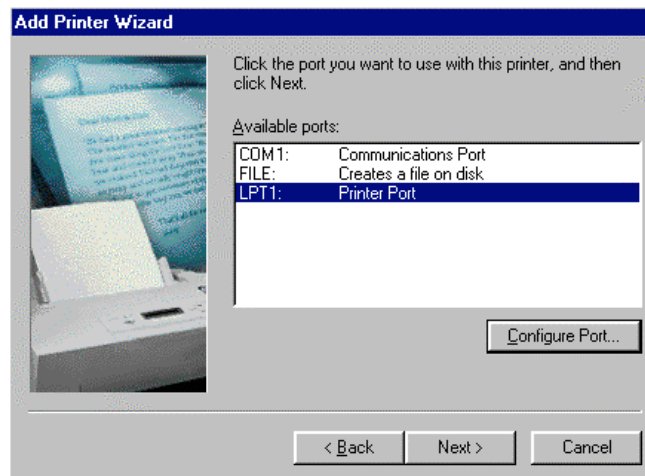 Add Printer Wizard
Click the port you want to use with this printer, and then
click Next.
Available ports:
COM1: Communications Port
FILE: Creates a file on disk
LPT1: Printer Port
Configure Port...
< Back Next > Cancel